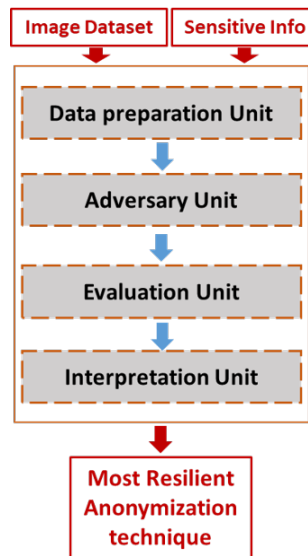 Image Dataset
Sensitive Info
Data preparation Unit
Adversary Unit
Evaluation Unit
Interpretation Unit
Most Resilient
Anonymization
technique